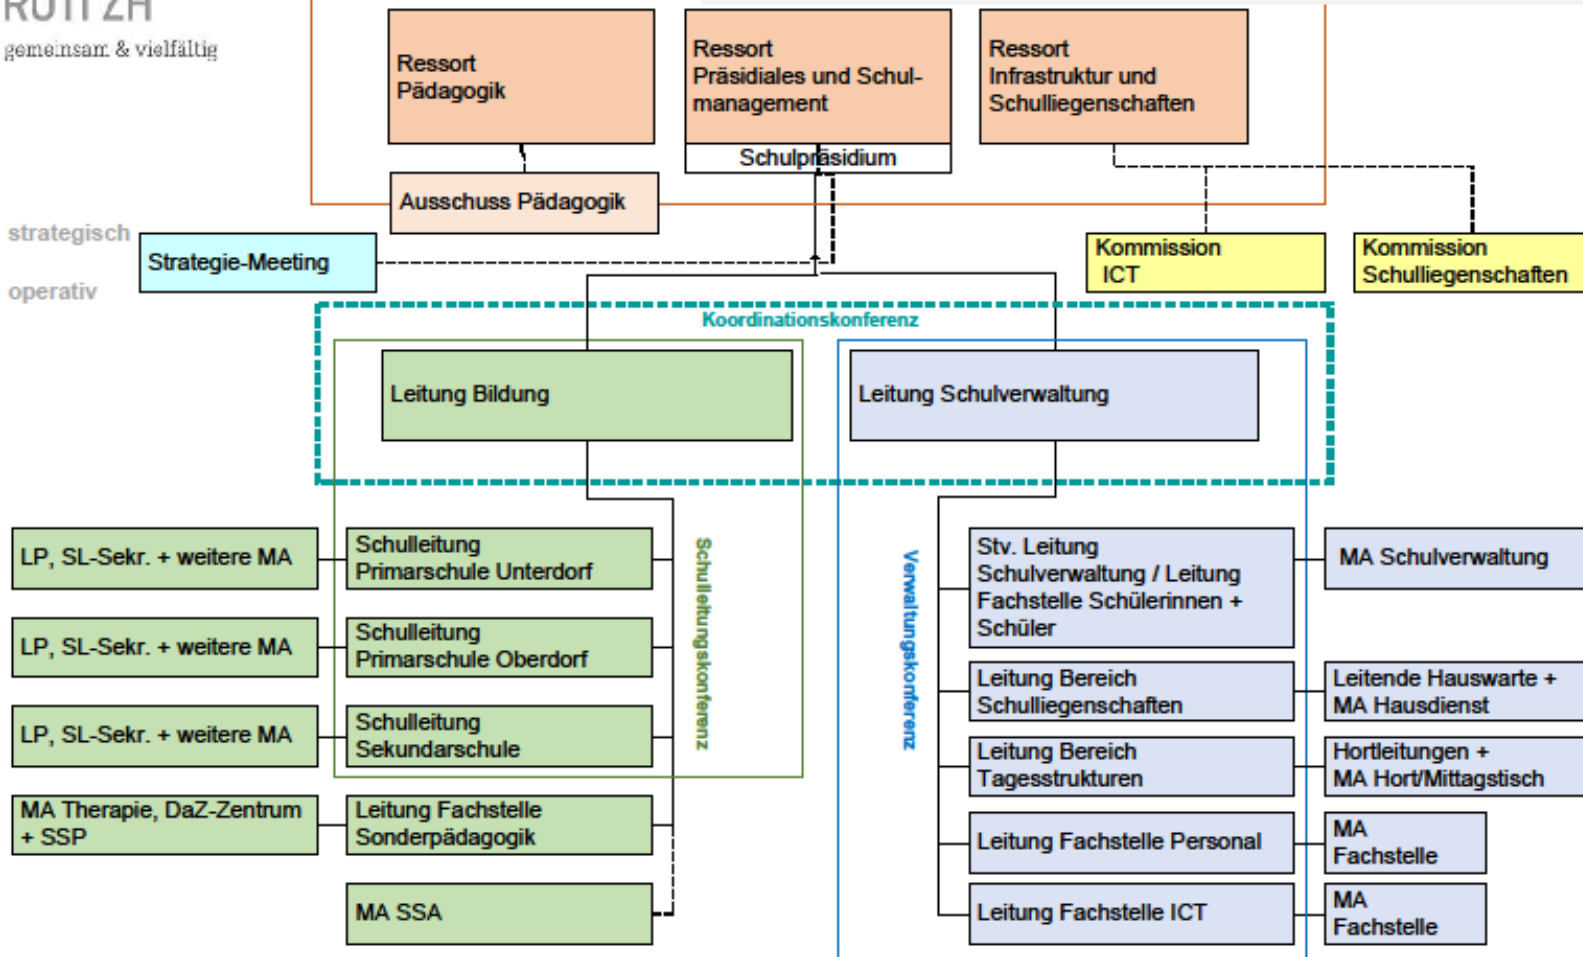 RÜTI ZH
gemeinsam & vielfältig
Ressort
Pädagogik
Ressort
Präsidiales und Schul-
management
Schulpräsidium
Ressort
Infrastruktur und
Schulliegenschaften
Ausschuss Pädagogik
strategisch
Strategie-Meeting
operativ
Kommission
ICT
Kommission
Schulliegenschaften
Koordinationskonferenz
Leitung Bildung
Leitung Schulverwaltung
LP, SL-Sekr. + weitere MA
Schulleitung
Primarschule Unterdorf
LP, SL-Sekr. + weitere MA
Schulleitung
Primarschule Oberdorf
LP, SL-Sekr. + weitere MA
Schulleitung
Sekundarschule
MA Therapie, DaZ-Zentrum
+ SSP
Leitung Fachstelle
Sonderpädagogik
MA SSA
Schulleitungskonferenz
Verwaltungskonferenz
Stv. Leitung
Schulverwaltung / Leitung
Fachstelle Schülerinnen +
Schüler
MA Schulverwaltung
Leitung Bereich
Schulliegenschaften
Leitende Hauswarte +
MA Hausdienst
Leitung Bereich
Tagesstrukturen
Hortleitungen +
MA Hort/Mittagstisch
Leitung Fachstelle Personal
MA
Fachstelle
Leitung Fachstelle ICT
MA
Fachstelle